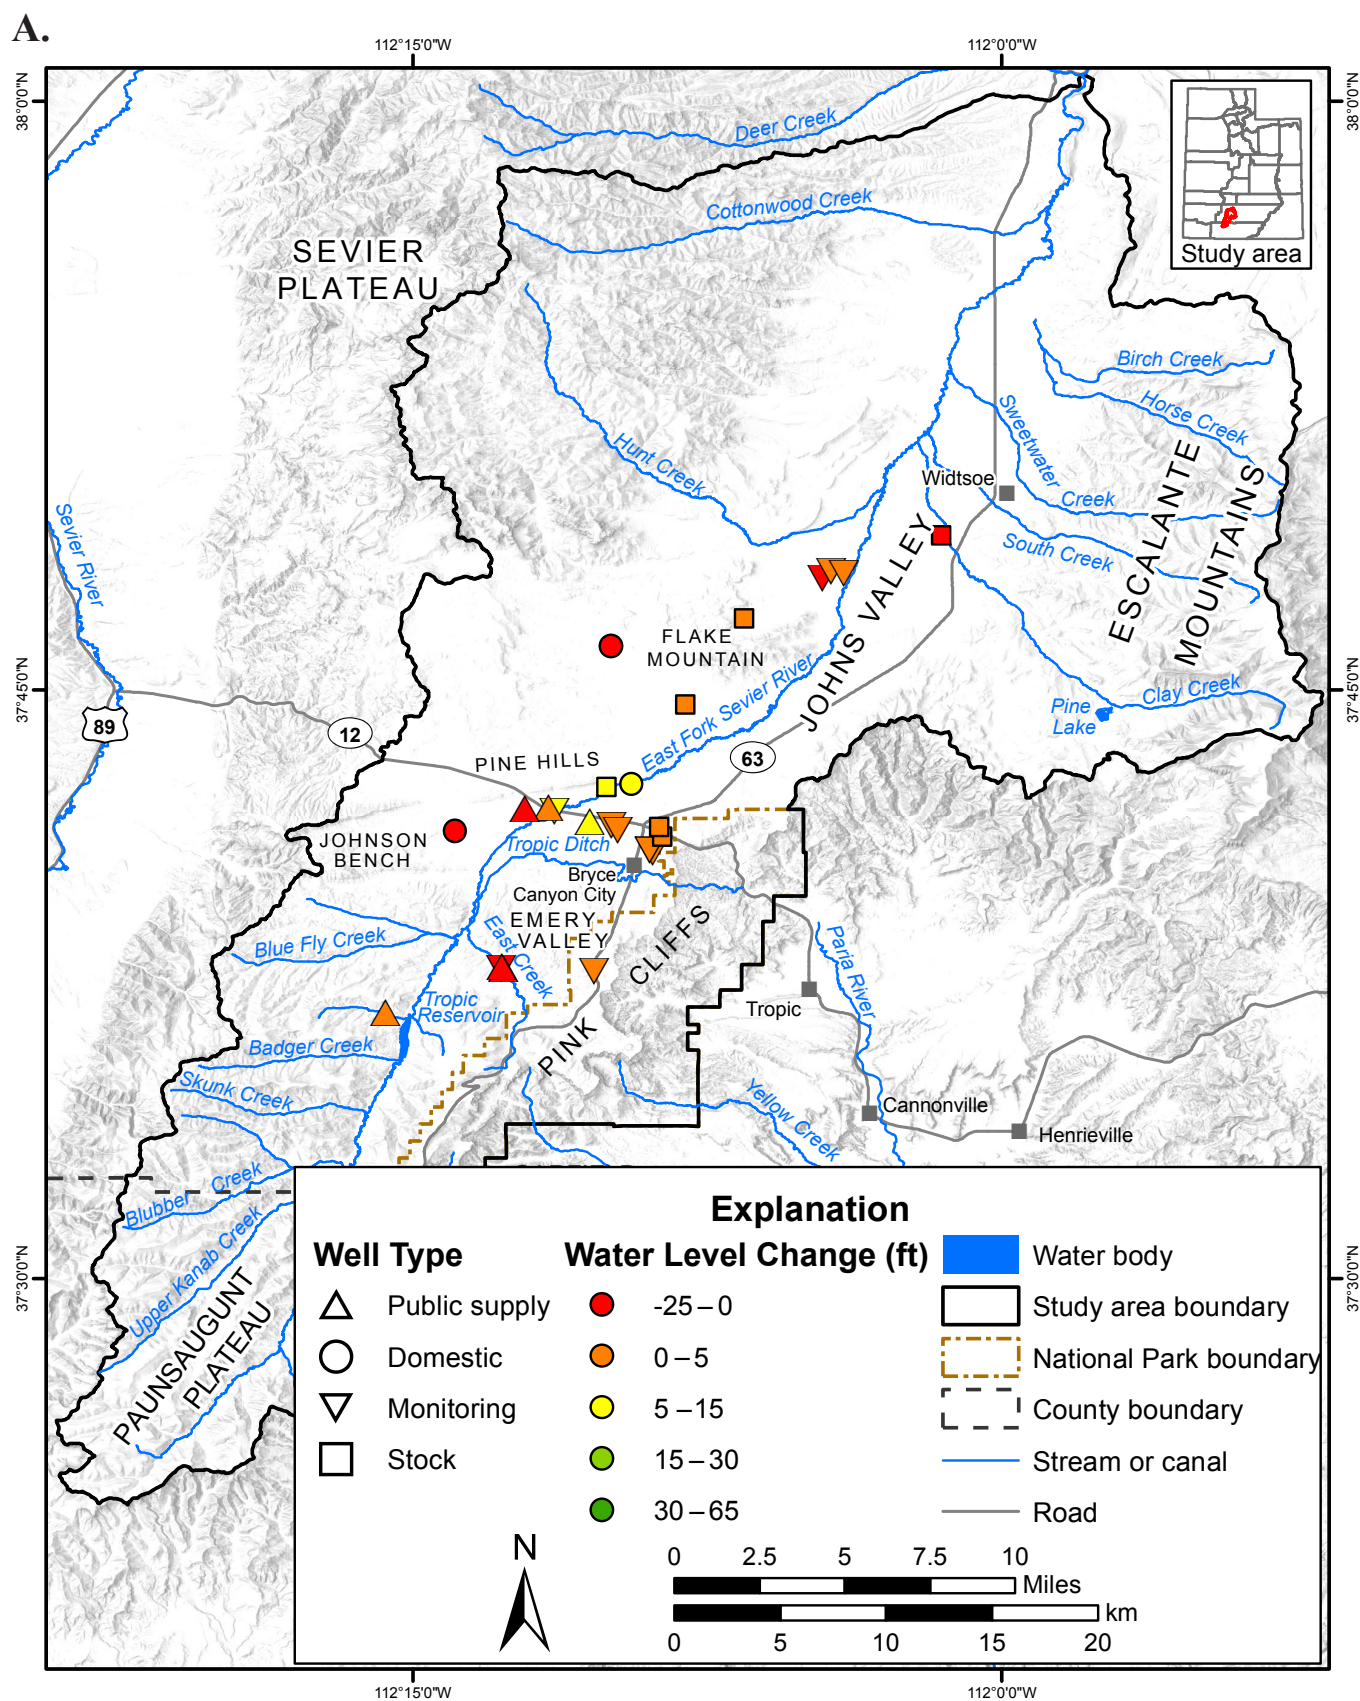 A.
112°15'0"W
112°0'0"W
38°0'0"N
38°0'0"N
Deer Creek
Study area
Cottonwood Creek
SEVIER
PLATEAU
Birch Creek
Horse Creek
Sweetwater
Creek
Hunt Creek
Widtsoe
South Creek
ESCALANTE
MOUNTAINS
Sevier River
JOHNS VALLEY
FLAKE
MOUNTAIN
37°45'0"N
37°45'0"N
Clay Creek
Pine
Lake
89
12
East Fork Sevier River
63
PINE HILLS
JOHNSON
BENCH
Tropic Ditch
Bryce
Canyon City
EMERY
VALLEY
East Creek
Blue Fly Creek
PINK
CLIFFS
Paria River
Tropic
Tropic
Reservoir
Badger Creek
Skunk Creek
Yellow Creek
Cannonville
Henrieville
Blubber Creek
Upper Kanab Creek
PAUNSAUGUNT
PLATEAU
37°30'0"N
37°30'0"N
Explanation
Well Type
Public supply
Domestic
Monitoring
Stock
Water Level Change (ft)
-25 – 0
0 – 5
5 – 15
15 – 30
30 – 65
Water body
Study area boundary
National Park boundary
County boundary
Stream or canal
Road
N
0 2.5 5 7.5 10
Miles
km
0 5 10 15 20
112°15'0"W
112°0'0"W